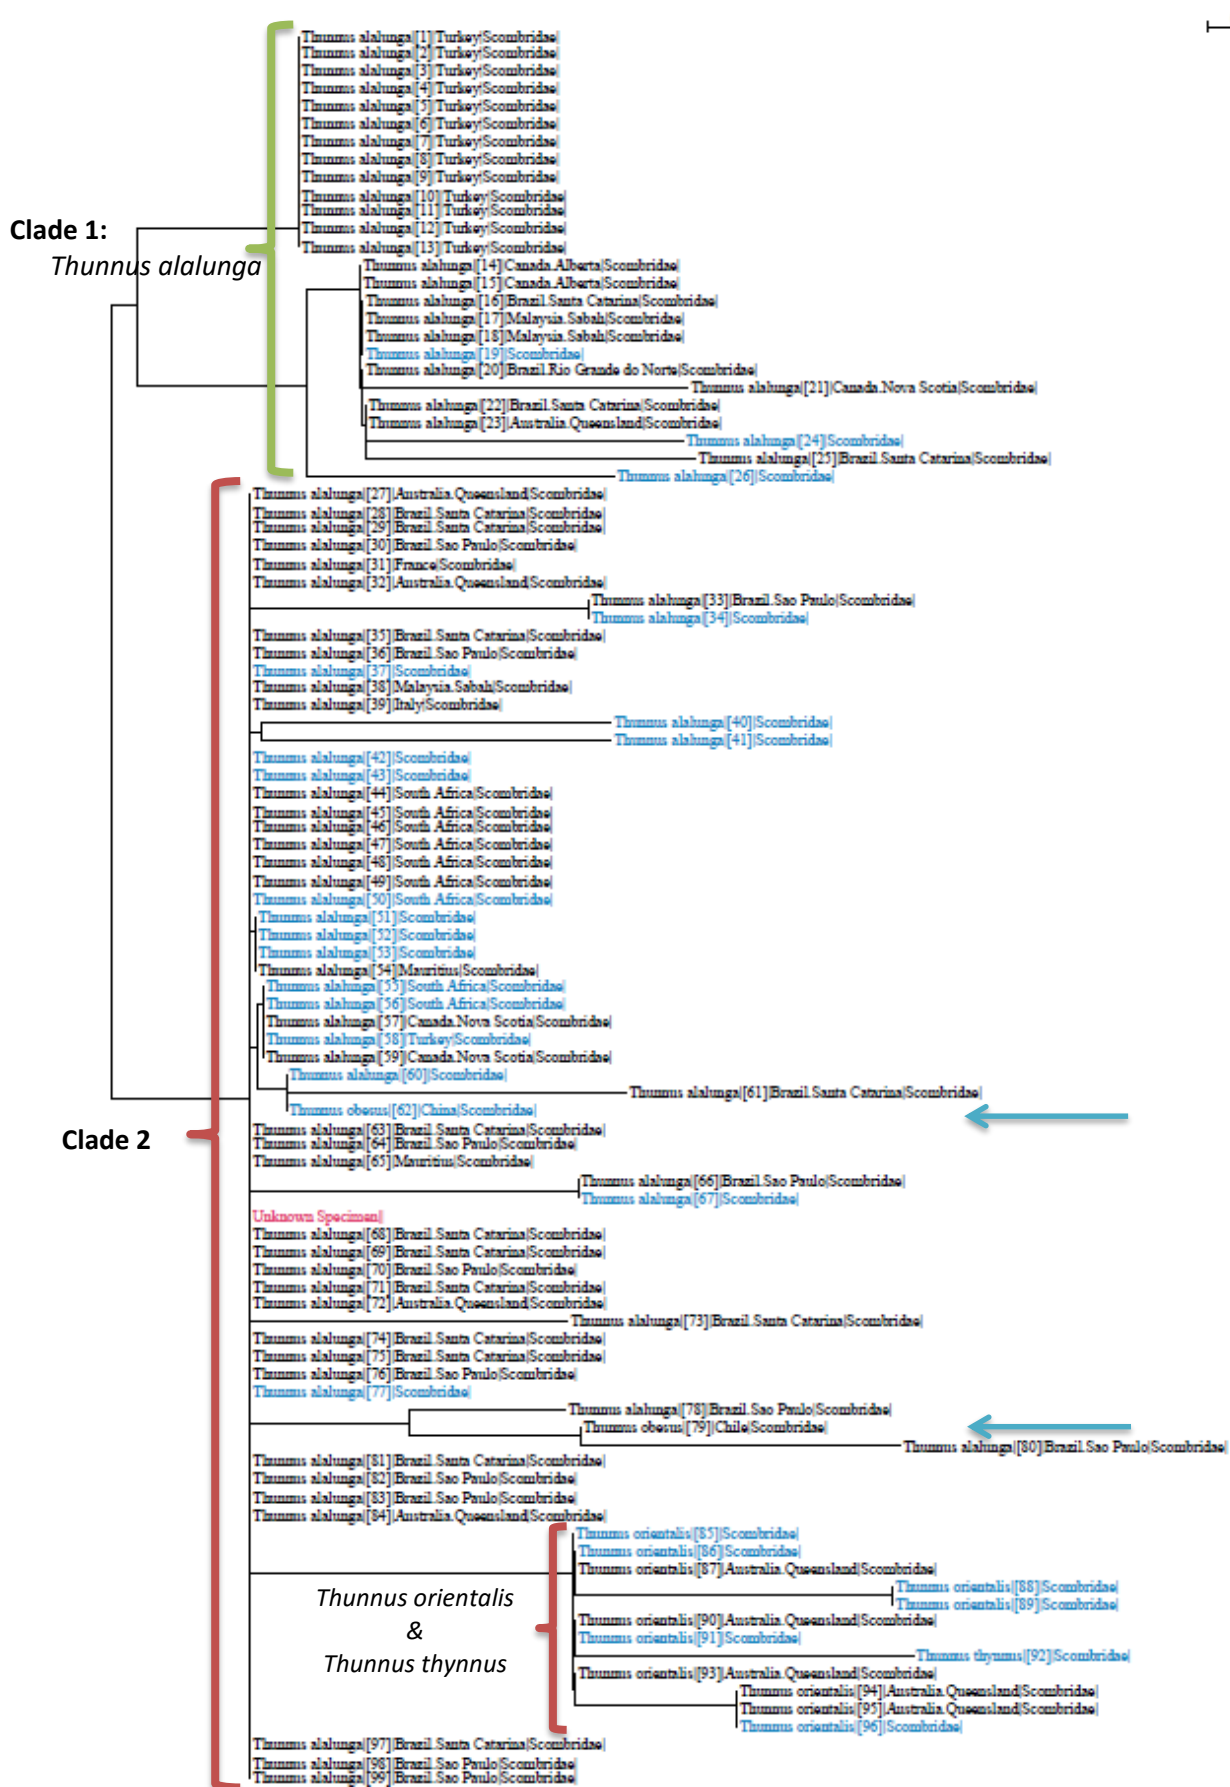 Thunnus alalunga|[1]|Turkey|Scombridae|
Thunnus alalunga|[2]|Turkey|Scombridae|
Thunnus alalunga|[3]|Turkey|Scombridae|
Thunnus alalunga|[4]|Turkey|Scombridae|
Thunnus alalunga|[5]|Turkey|Scombridae|
Thunnus alalunga|[6]|Turkey|Scombridae|
Thunnus alalunga|[7]|Turkey|Scombridae|
Thunnus alalunga|[8]|Turkey|Scombridae|
Thunnus alalunga|[9]|Turkey|Scombridae|
Thunnus alalunga|[10]|Turkey|Scombridae|
Thunnus alalunga|[11]|Turkey|Scombridae|
Thunnus alalunga|[12]|Turkey|Scombridae|
Thunnus alalunga|[13]|Turkey|Scombridae|
Clade 1:
Thunnus alalunga
Thunnus alalunga|[14]|Canada.Alberta|Scombridae|
Thunnus alalunga|[15]|Canada.Alberta|Scombridae|
Thunnus alalunga|[16]|Brazil.Santa Catarina|Scombridae|
Thunnus alalunga|[17]|Malaysia.Sabah|Scombridae|
Thunnus alalunga|[18]|Malaysia.Sabah|Scombridae|
Thunnus alalunga|[19]|Scombridae|
Thunnus alalunga|[20]|Brazil.Rio Grande do Norte|Scombridae|
Thunnus alalunga|[21]|Canada.Nova Scotia|Scombridae|
Thunnus alalunga|[22]|Brazil.Santa Catarina|Scombridae|
Thunnus alalunga|[23]|Australia.Queensland|Scombridae|
Thunnus alalunga|[24]|Scombridae|
Thunnus alalunga|[25]|Brazil.Santa Catarina|Scombridae|
Thunnus alalunga|[26]|Scombridae|
Thunnus alalunga|[27]|Australia.Queensland|Scombridae|
Thunnus alalunga|[28]|Brazil.Santa Catarina|Scombridae|
Thunnus alalunga|[29]|Brazil.Santa Catarina|Scombridae|
Thunnus alalunga|[30]|Brazil.Sao Paulo|Scombridae|
Thunnus alalunga|[31]|France|Scombridae|
Thunnus alalunga|[32]|Australia.Queensland|Scombridae|
Thunnus alalunga|[33]|Brazil.Sao Paulo|Scombridae|
Thunnus alalunga|[34]|Scombridae|
Thunnus alalunga|[35]|Brazil.Santa Catarina|Scombridae|
Thunnus alalunga|[36]|Brazil.Sao Paulo|Scombridae|
Thunnus alalunga|[37]|Scombridae|
Thunnus alalunga|[38]|Malaysia.Sabah|Scombridae|
Thunnus alalunga|[39]|Italy|Scombridae|
Thunnus alalunga|[40]|Scombridae|
Thunnus alalunga|[41]|Scombridae|
Thunnus alalunga|[42]|Scombridae|
Thunnus alalunga|[43]|Scombridae|
Thunnus alalunga|[44]|South Africa|Scombridae|
Thunnus alalunga|[45]|South Africa|Scombridae|
Thunnus alalunga|[46]|South Africa|Scombridae|
Thunnus alalunga|[47]|South Africa|Scombridae|
Thunnus alalunga|[48]|South Africa|Scombridae|
Thunnus alalunga|[49]|South Africa|Scombridae|
Thunnus alalunga|[50]|South Africa|Scombridae|
Thunnus alalunga|[51]|Scombridae|
Thunnus alalunga|[52]|Scombridae|
Thunnus alalunga|[53]|Scombridae|
Thunnus alalunga|[54]|Mauritius|Scombridae|
Thunnus alalunga|[55]|South Africa|Scombridae|
Thunnus alalunga|[56]|South Africa|Scombridae|
Thunnus alalunga|[57]|Canada.Nova Scotia|Scombridae|
Thunnus alalunga|[58]|Turkey|Scombridae|
Thunnus alalunga|[59]|Canada.Nova Scotia|Scombridae|
Thunnus alalunga|[60]|Scombridae|
Thunnus alalunga|[61]|Brazil.Santa Catarina|Scombridae|
Thunnus obesus|[62]|China|Scombridae|
Clade 2
Thunnus alalunga|[63]|Brazil.Santa Catarina|Scombridae|
Thunnus alalunga|[64]|Brazil.Sao Paulo|Scombridae|
Thunnus alalunga|[65]|Mauritius|Scombridae|
Thunnus alalunga|[66]|Brazil.Sao Paulo|Scombridae|
Thunnus alalunga|[67]|Scombridae|
Unknown Specimen||
Thunnus alalunga|[68]|Brazil.Santa Catarina|Scombridae|
Thunnus alalunga|[69]|Brazil.Santa Catarina|Scombridae|
Thunnus alalunga|[70]|Brazil.Sao Paulo|Scombridae|
Thunnus alalunga|[71]|Brazil.Santa Catarina|Scombridae|
Thunnus alalunga|[72]|Australia.Queensland|Scombridae|
Thunnus alalunga|[73]|Brazil.Santa Catarina|Scombridae|
Thunnus alalunga|[74]|Brazil.Santa Catarina|Scombridae|
Thunnus alalunga|[75]|Brazil.Santa Catarina|Scombridae|
Thunnus alalunga|[76]|Brazil.Sao Paulo|Scombridae|
Thunnus alalunga|[77]|Scombridae|
Thunnus alalunga|[78]|Brazil.Sao Paulo|Scombridae|
Thunnus obesus|[79]|Chile|Scombridae|
Thunnus alalunga|[80]|Brazil.Sao Paulo|Scombridae|
Thunnus alalunga|[81]|Brazil.Santa Catarina|Scombridae|
Thunnus alalunga|[82]|Brazil.Sao Paulo|Scombridae|
Thunnus alalunga|[83]|Brazil.Sao Paulo|Scombridae|
Thunnus alalunga|[84]|Australia.Queensland|Scombridae|
Thunnus orientalis|[85]|Scombridae|
Thunnus orientalis|[86]|Scombridae|
Thunnus orientalis|[87]|Australia.Queensland|Scombridae|
Thunnus orientalis|[88]|Scombridae|
Thunnus orientalis|[89]|Scombridae|
Thunnus orientalis
&
Thunnus thynnus
Thunnus orientalis|[90]|Australia.Queensland|Scombridae|
Thunnus orientalis|[91]|Scombridae|
Thunnus thynnus|[92]|Scombridae|
Thunnus orientalis|[93]|Australia.Queensland|Scombridae|
Thunnus orientalis|[94]|Australia.Queensland|Scombridae|
Thunnus orientalis|[95]|Australia.Queensland|Scombridae|
Thunnus orientalis|[96]|Scombridae|
Thunnus alalunga|[97]|Brazil.Santa Catarina|Scombridae|
Thunnus alalunga|[98]|Brazil.Sao Paulo|Scombridae|
Thunnus alalunga|[99]|Brazil.Sao Paulo|Scombridae|